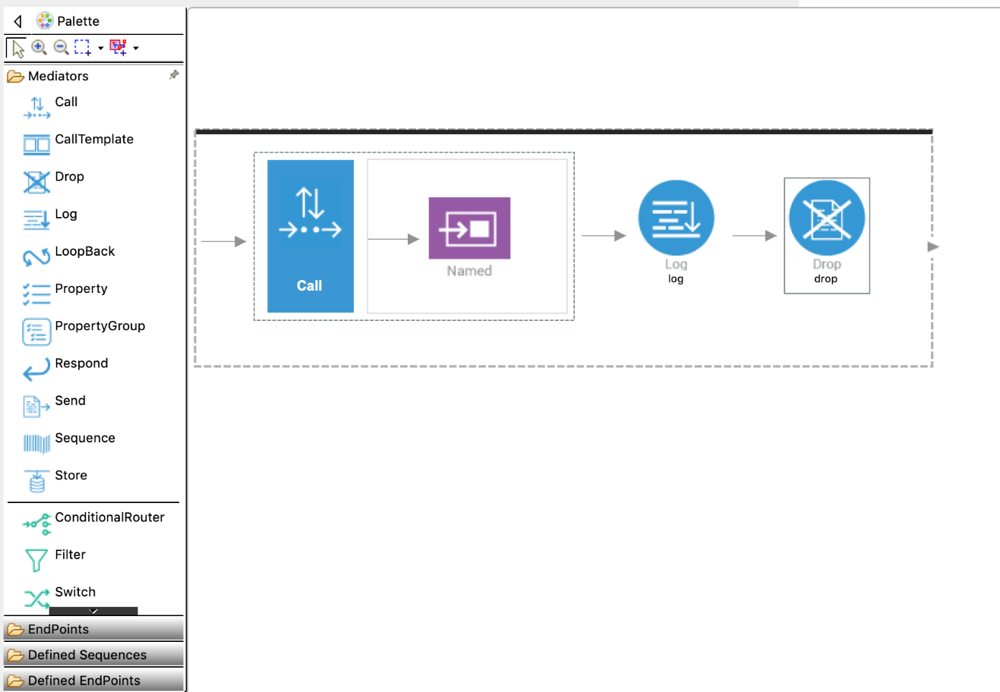 Palette
Mediators
Call
CallTemplate
Drop
Log
LoopBack
Property
PropertyGroup
Respond
Send
Sequence
Store
ConditionalRouter
Filter
Switch
EndPoints
Defined Sequences
Defined EndPoints
Call
Named
Log
log
Drop
drop